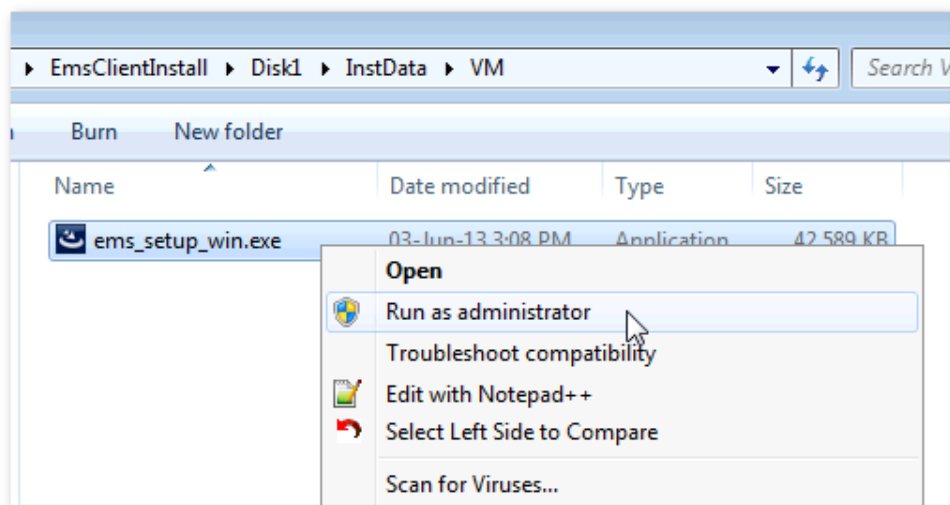 EmsClientInstall Disk1 InstData VM Search
Burn New folder
Name Date modified Type Size
ems_setup_win.exe 03-Jun-13 3:08 PM Application 42 589 KB
Open
Run as administrator
Troubleshoot compatibility
Edit with Notepad++
Select Left Side to Compare
Scan for Viruses...